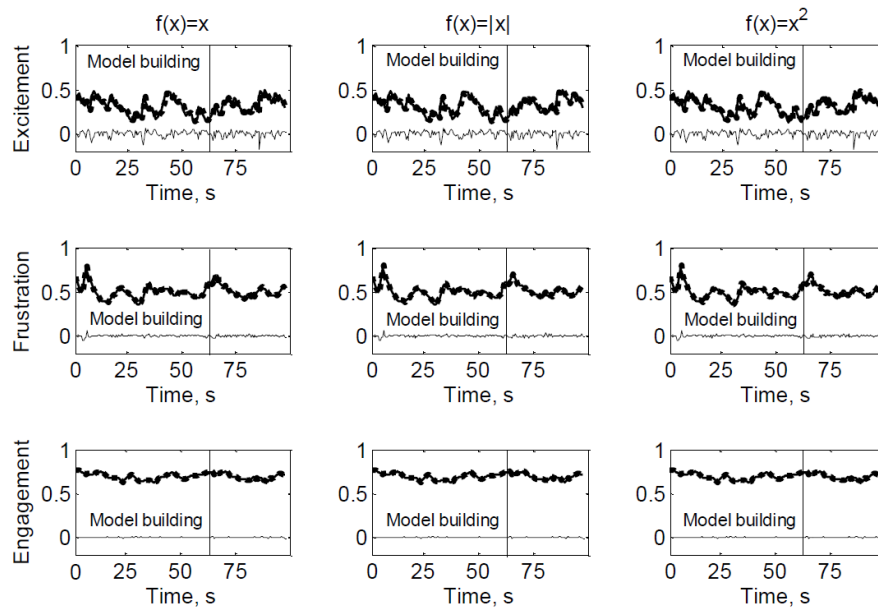 f(x)=x
f(x)=|x|
f(x)=x²
Excitement
1
0.5
0
Model building
0 25 50 75
Time, s
1
0.5
0
Model building
0 25 50 75
Time, s
1
0.5
0
Model building
0 25 50 75
Time, s
Frustration
1
0.5
0
Model building
0 25 50 75
Time, s
1
0.5
0
Model building
0 25 50 75
Time, s
1
0.5
0
Model building
0 25 50 75
Time, s
Engagement
1
0.5
0
Model building
0 25 50 75
Time, s
1
0.5
0
Model building
0 25 50 75
Time, s
1
0.5
0
Model building
0 25 50 75
Time, s